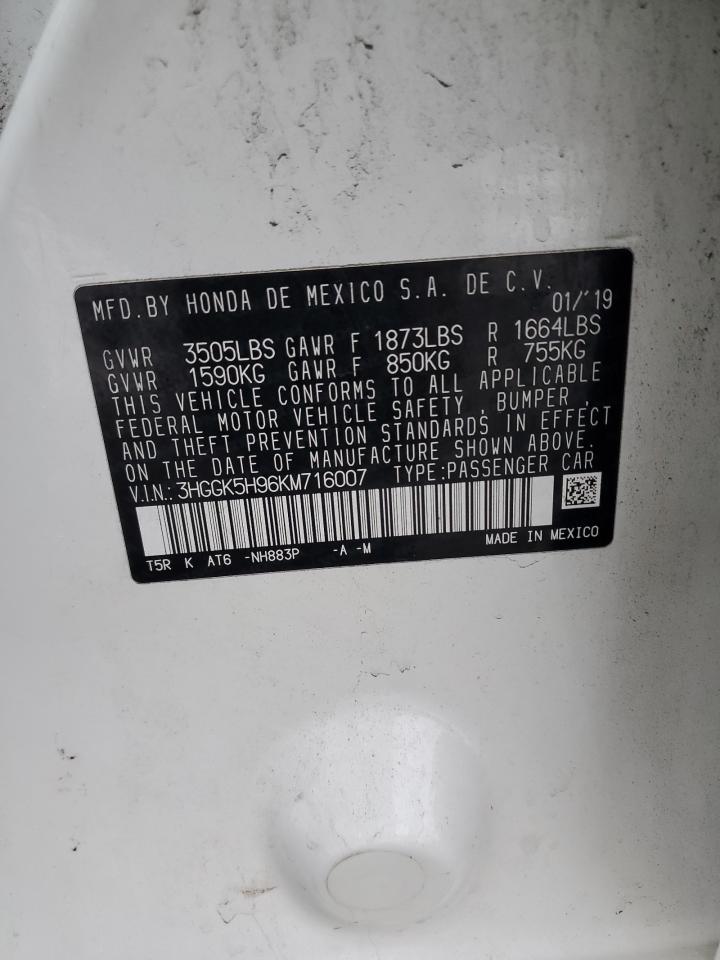 MFD.BY HONDA DE MEXICO S.A. DE C.V.
01/'19
GVWR 3505LBS GAWR F 1873LBS R 1664LBS
GVWR 1590KG GAWR F 850KG R 755KG
THIS VEHICLE CONFORMS TO ALL APPLICABLE
FEDERAL MOTOR VEHICLE SAFETY , BUMPER ,
AND THEFT PREVENTION STANDARDS IN EFFECT
ON THE DATE OF MANUFACTURE SHOWN ABOVE.
V.I.N.: 3HGGK5H96KM716007 TYPE:PASSENGER CAR
T5R K AT6 -NH883P -A -M MADE IN MEXICO